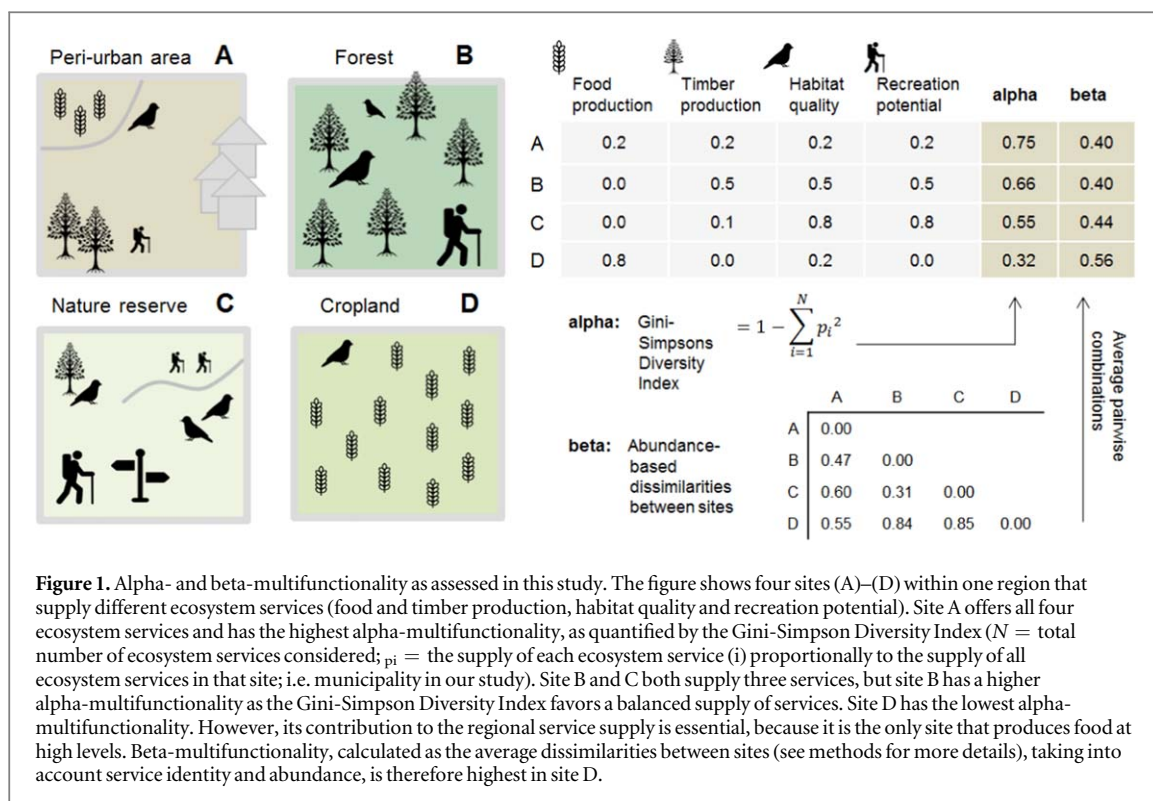 Peri-urban area A
Forest B
Nature reserve C
Cropland D
Food production
Timber production
Habitat quality
Recreation potential
alpha
beta
A 0.2 0.2 0.2 0.2 0.75 0.40
B 0.0 0.5 0.5 0.5 0.66 0.40
C 0.0 0.1 0.8 0.8 0.55 0.44
D 0.8 0.0 0.2 0.0 0.32 0.56
alpha: Gini-
Simpsons
Diversity
Index
= 1 − ∑ᵢ₌₁ᴺ pᵢ²
beta: Abundance-
based
dissimilarities
between sites
A B C D
A 0.00
B 0.47 0.00
C 0.60 0.31 0.00
D 0.55 0.84 0.85 0.00
Average pairwise
combinations
Figure 1. Alpha- and beta-multifunctionality as assessed in this study. The figure shows four sites (A)–(D) within one region that
supply different ecosystem services (food and timber production, habitat quality and recreation potential). Site A offers all four
ecosystem services and has the highest alpha-multifunctionality, as quantified by the Gini-Simpson Diversity Index (N = total
number of ecosystem services considered; pi = the supply of each ecosystem service (i) proportionally to the supply of all
ecosystem services in that site; i.e. municipality in our study). Site B and C both supply three services, but site B has a higher
alpha-multifunctionality as the Gini-Simpson Diversity Index favors a balanced supply of services. Site D has the lowest alpha-
multifunctionality. However, its contribution to the regional service supply is essential, because it is the only site that produces food at
high levels. Beta-multifunctionality, calculated as the average dissimilarities between sites (see methods for more details), taking into
account service identity and abundance, is therefore highest in site D.